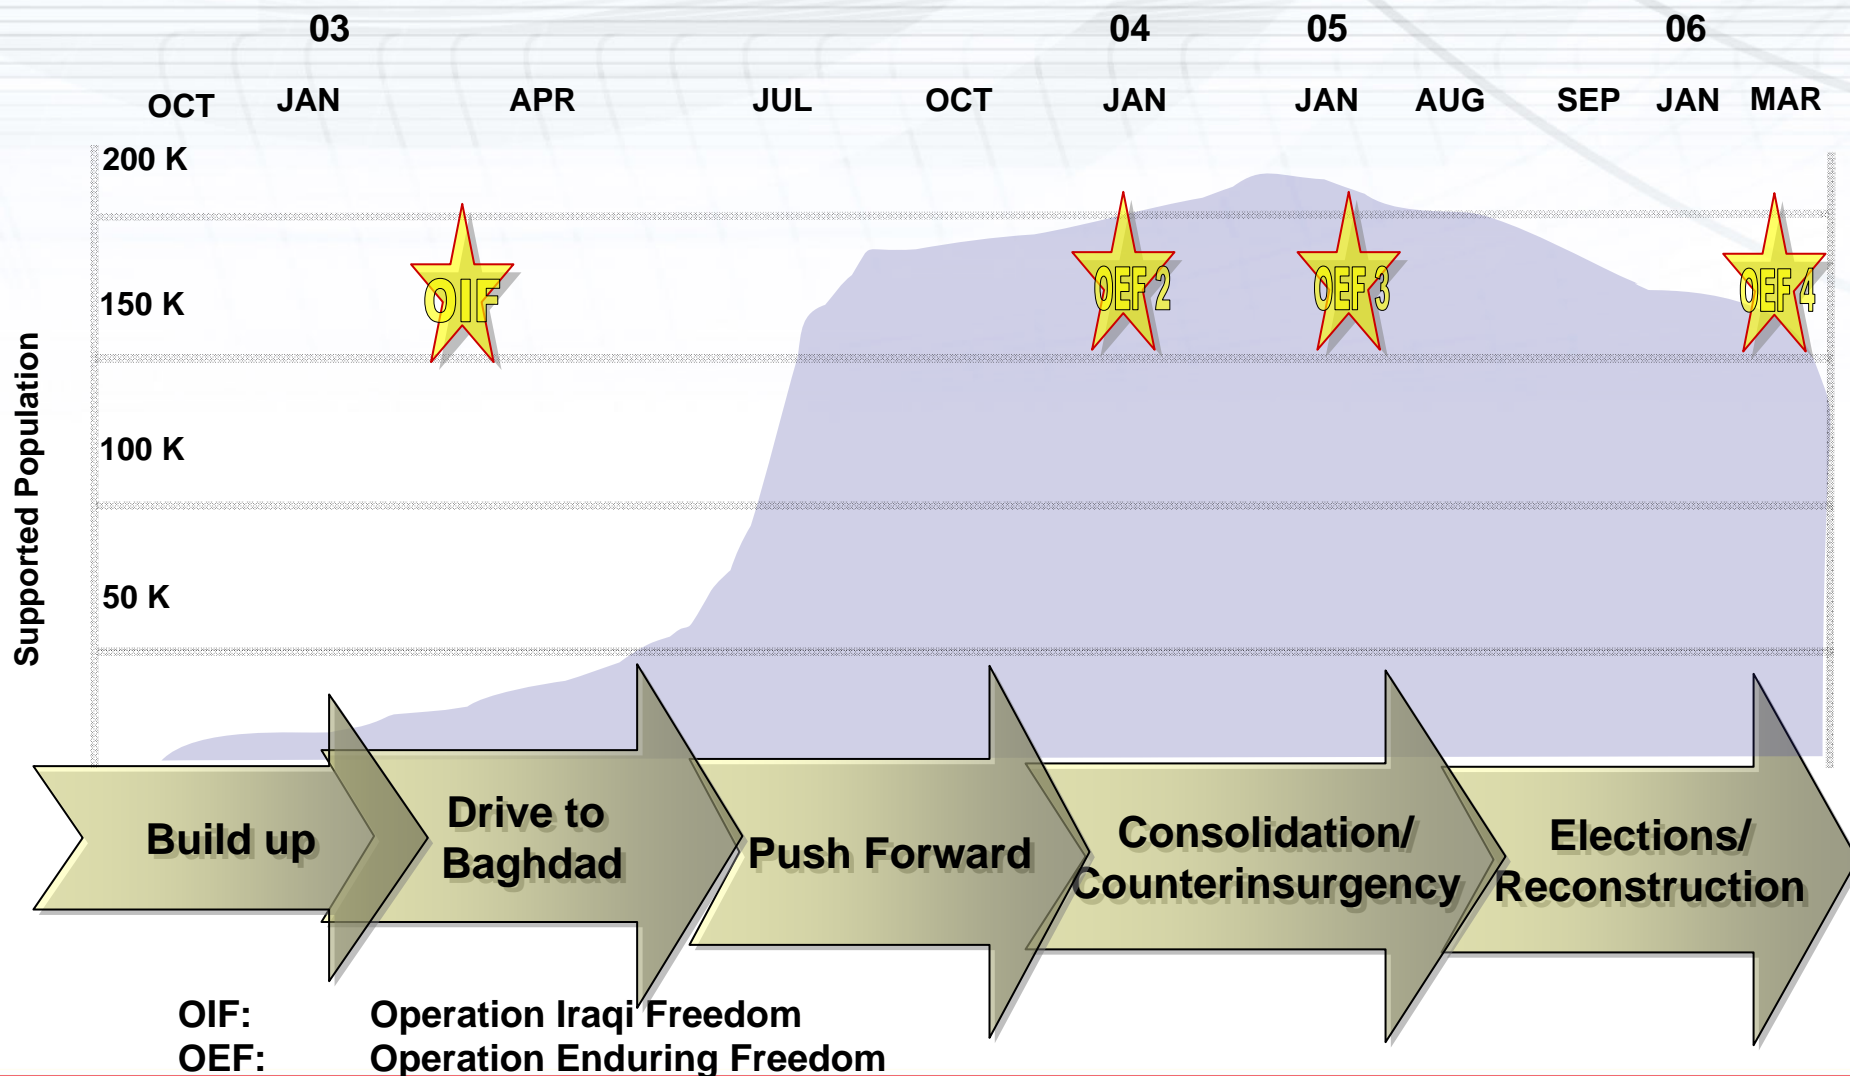 03 04 05 06
OCT JAN APR JUL OCT JAN JAN AUG SEP JAN MAR
200 K
150 K
100 K
50 K
Supported Population
OIF
OEF 2
OEF 3
OEF 4
Build up
Drive to
Baghdad
Push Forward
Consolidation/
Counterinsurgency
Elections/
Reconstruction
OIF: Operation Iraqi Freedom
OEF: Operation Enduring Freedom